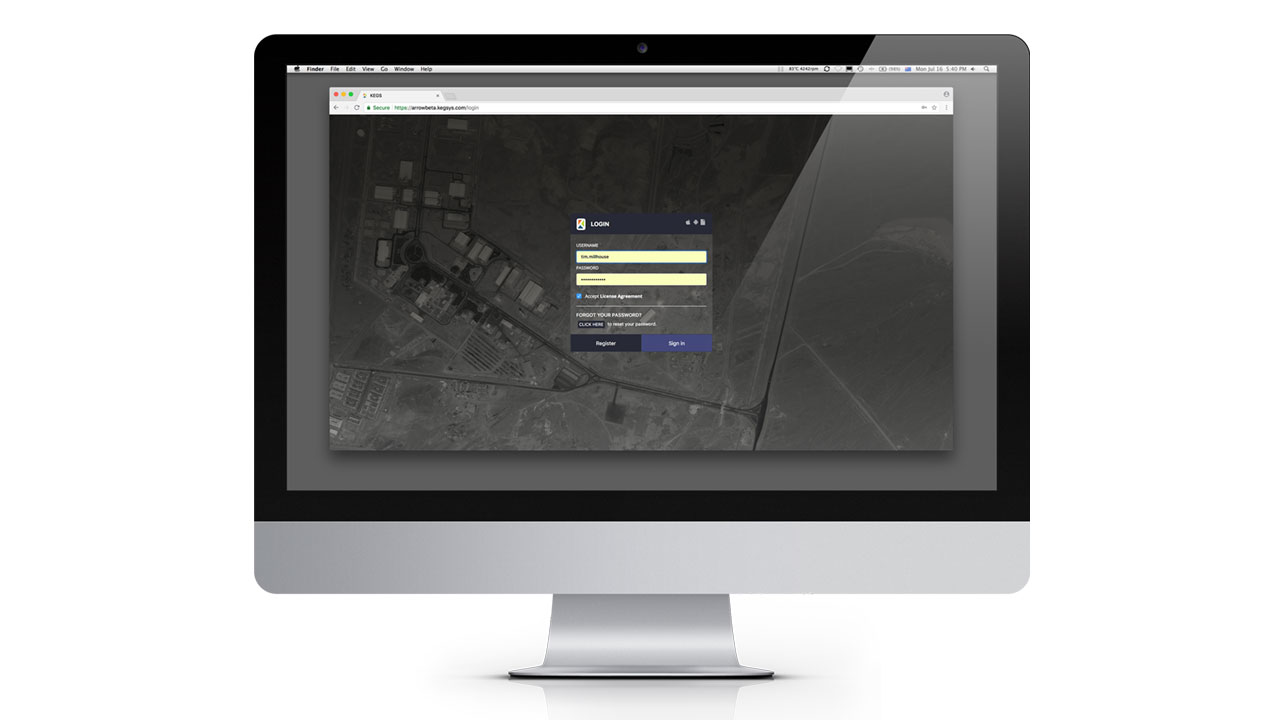 Finder File Edit View Go Window Help
Mon Jul 16 5:40 PM
KEGS
Secure https://arrowbeta.kegsys.com/login
LOGIN
USERNAME
tim.millhouse
PASSWORD
••••••••••••
Accept License Agreement
FORGOT YOUR PASSWORD?
CLICK HERE to reset your password.
Register Sign In